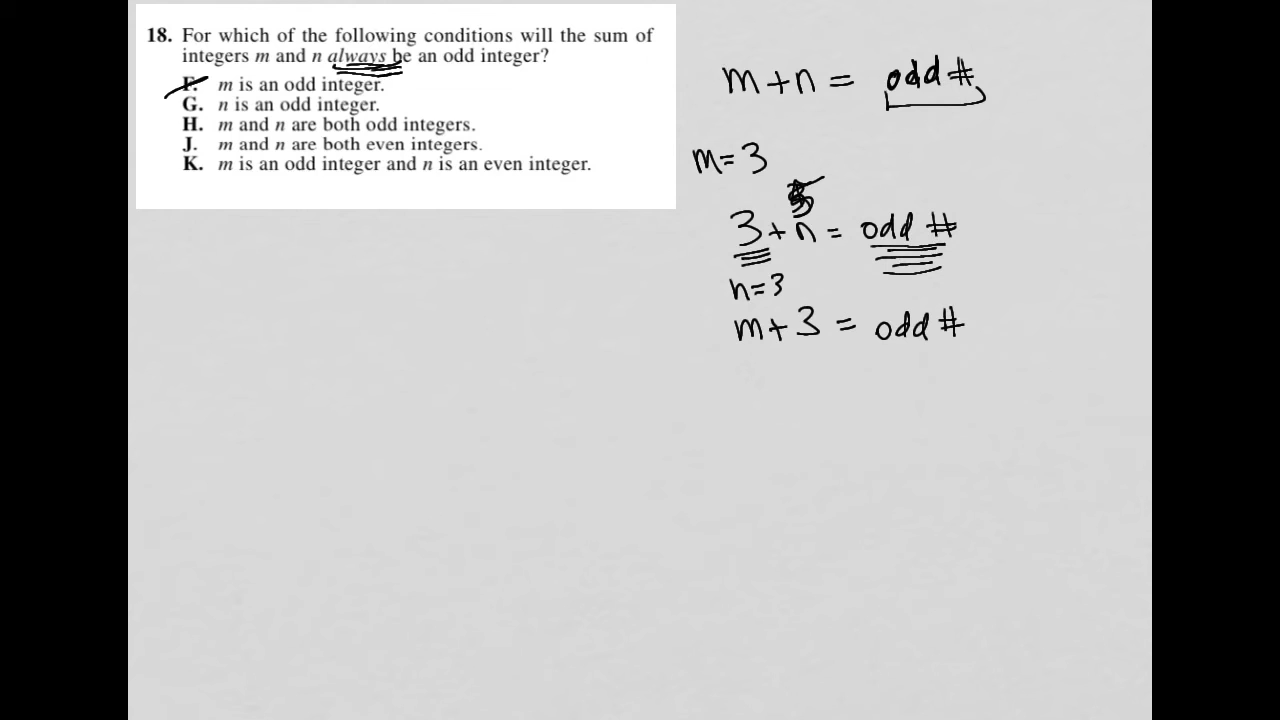 18. For which of the following conditions will the sum of
integers m and n always be an odd integer?
F. m is an odd integer.
G. n is an odd integer.
H. m and n are both odd integers.
J. m and n are both even integers.
K. m is an odd integer and n is an even integer.
m+n = odd #
m=3
3+n = odd #
n=3
m+3 = odd #